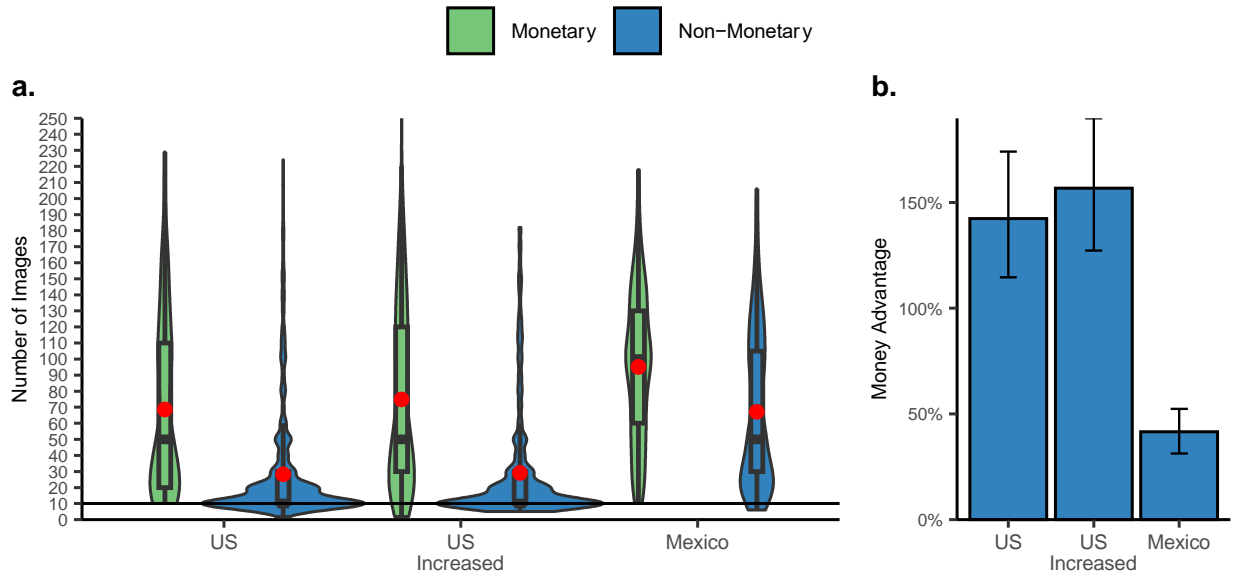 Monetary
Non−Monetary
a.
Number of Images
250
240
230
220
210
200
190
180
170
160
150
140
130
120
110
100
90
80
70
60
50
40
30
20
10
0
US
US
Increased
Mexico
b.
Money Advantage
150%
100%
50%
0%
US
US
Increased
Mexico